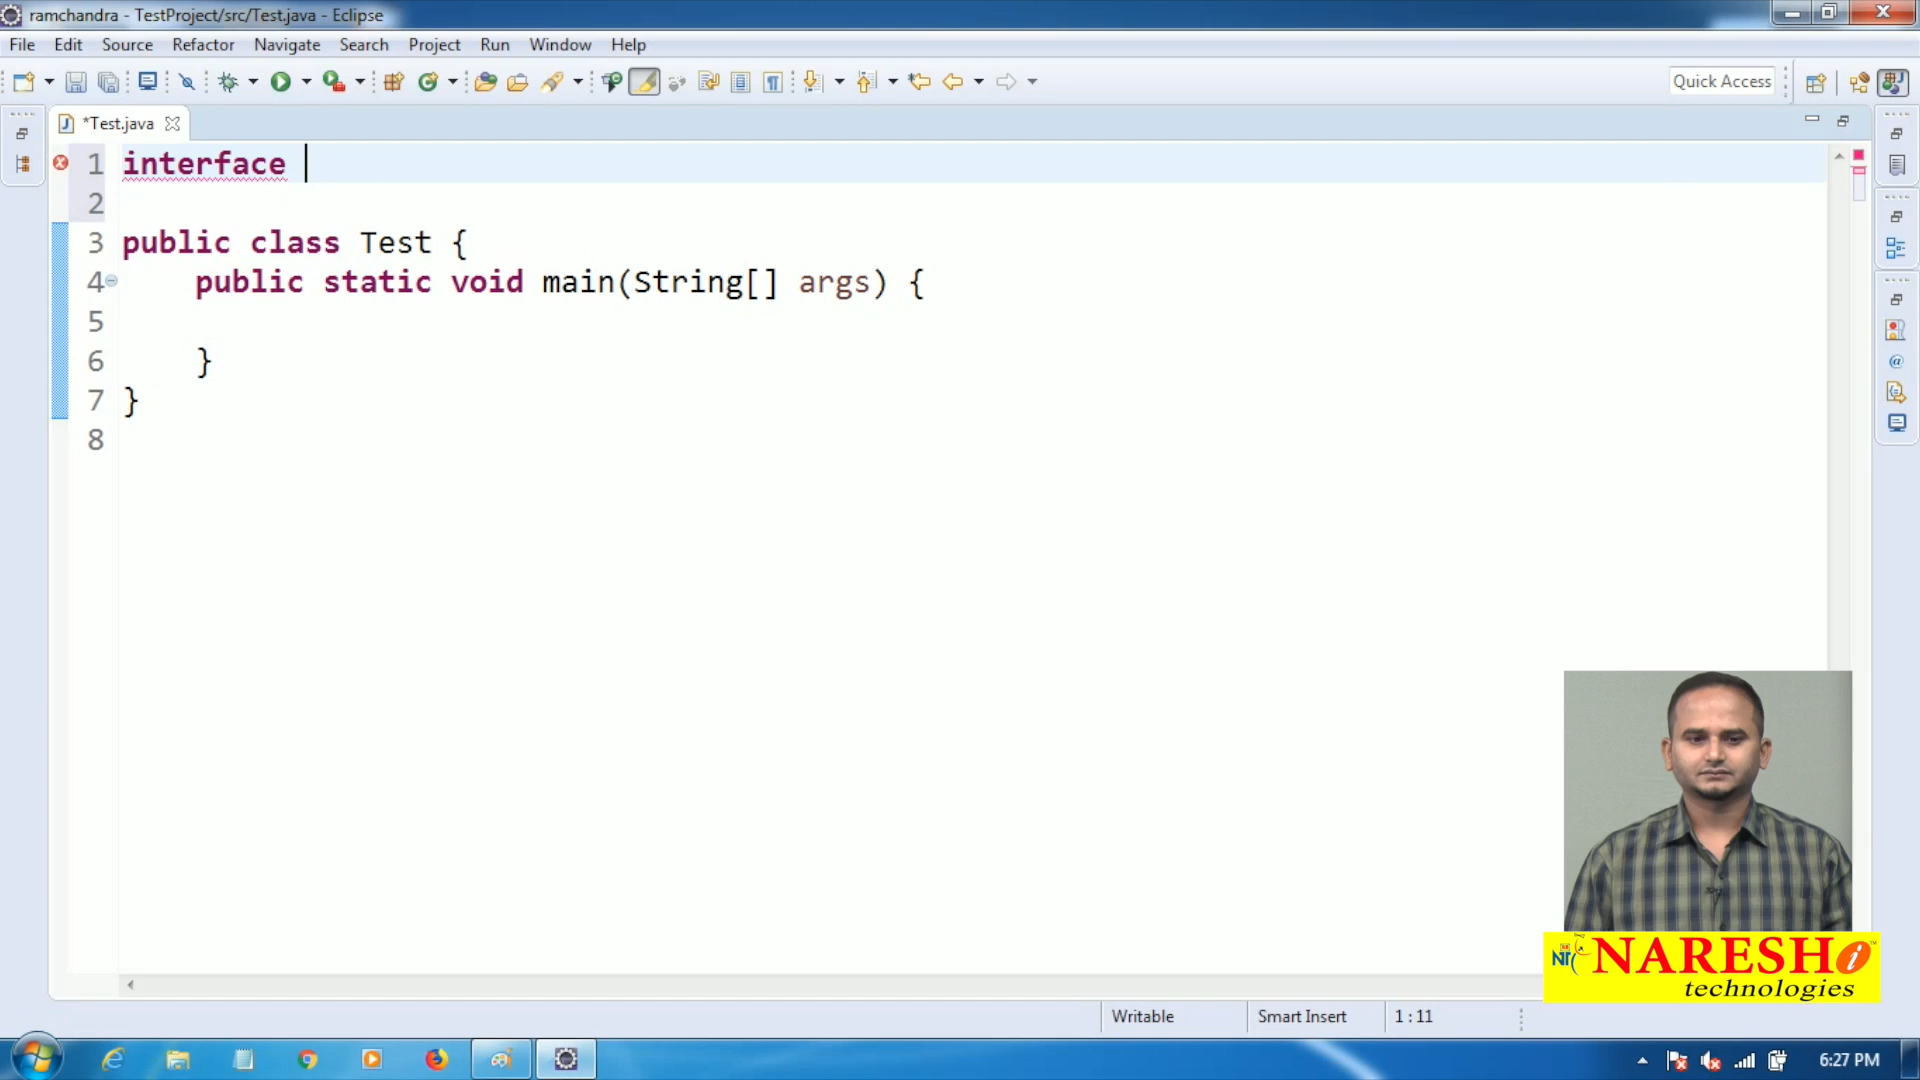 ramchandra - TestProject/src/Test.java - Eclipse
File Edit Source Refactor Navigate Search Project Run Window Help
Quick Access
*Test.java
1 interface
2
3 public class Test {
4 public static void main(String[] args) {
5
6 }
7 }
8
NARESH i
technologies
Writable Smart Insert 1 : 11
6:27 PM